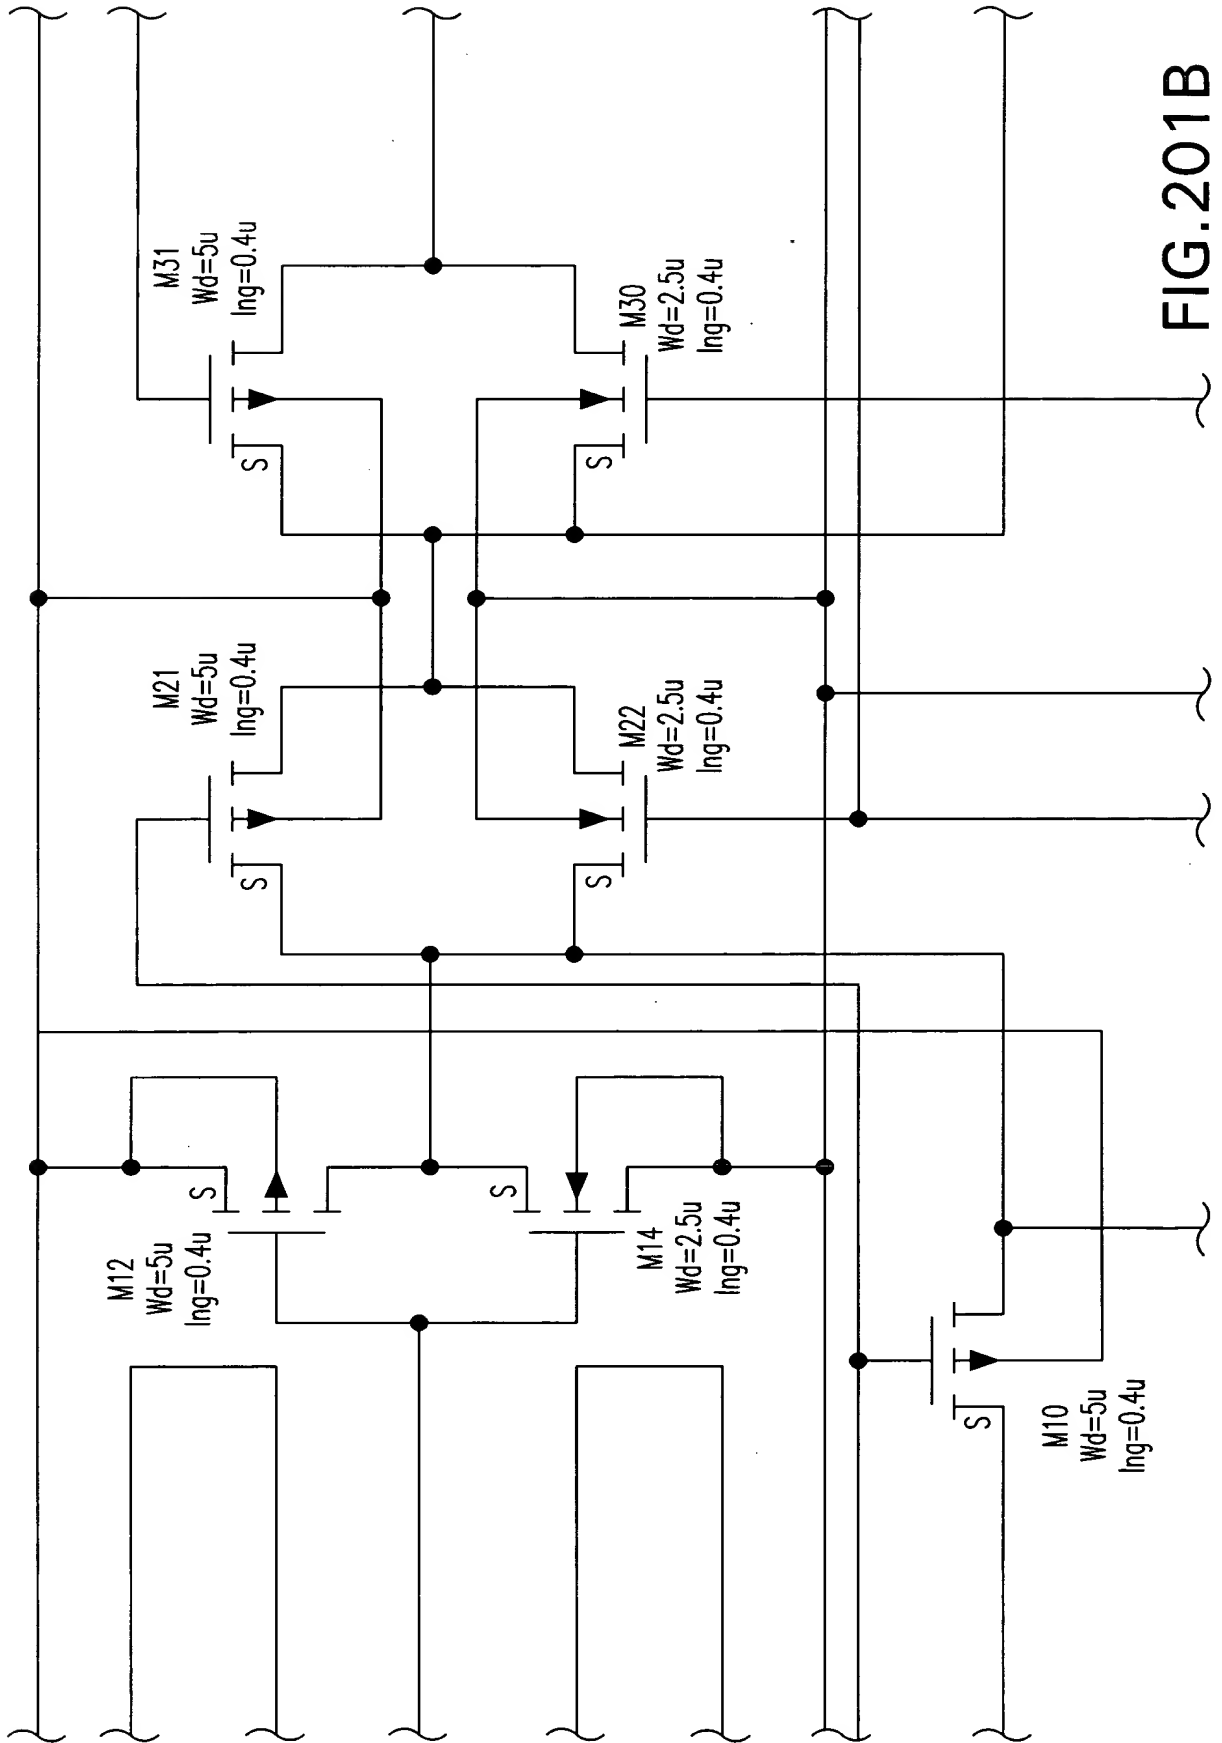 M12
Wd=5u
lng=0.4u
S
M21
Wd=5u
lng=0.4u
S
M31
Wd=5u
lng=0.4u
S
M14
Wd=2.5u
lng=0.4u
S
M22
Wd=2.5u
lng=0.4u
S
M30
Wd=2.5u
lng=0.4u
S
M10
Wd=5u
lng=0.4u
S
FIG.201B